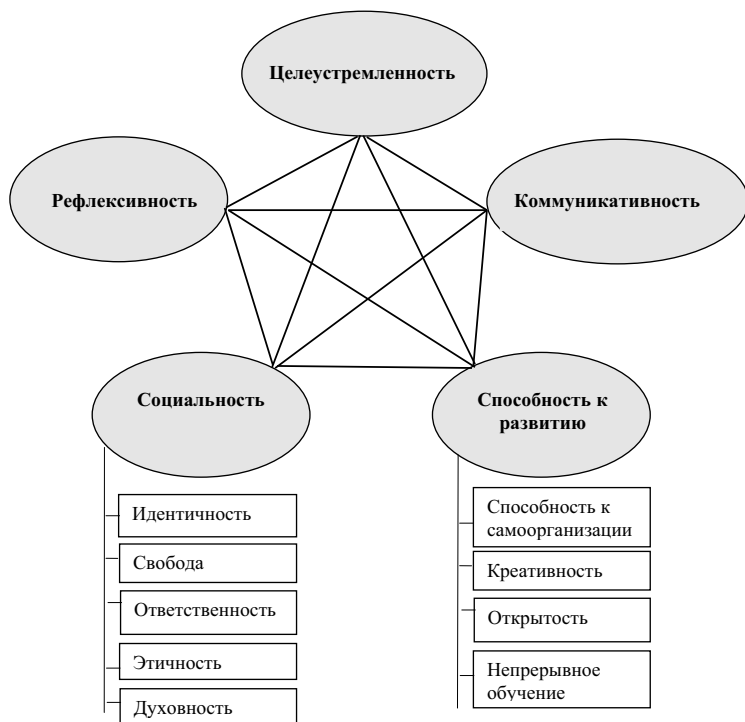 Целеустремленность
Рефлексивность
Коммуникативность
Социальность
Способность к
развитию
Идентичность
Свобода
Ответственность
Этичность
Духовность
Способность к
самоорганизации
Креативность
Открытость
Непрерывное
обучение